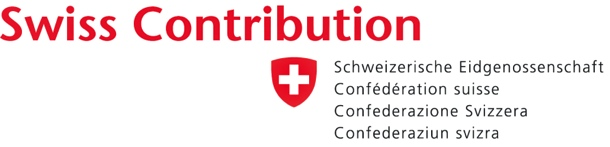 Swiss Contribution
Schweizerische Eidgenossenschaft
Confédération suisse
Confederazione Svizzera
Confederaziun svizra